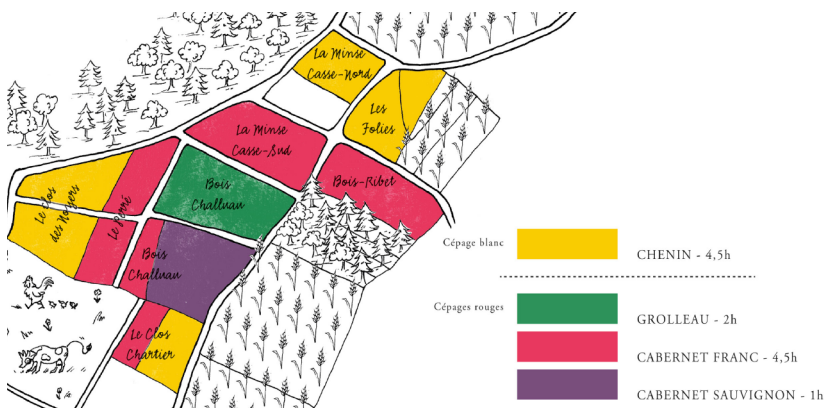 La Minse
Casse-Nord
Les
Folies
La Minse
Casse-Sud
Bois-Ribet
Bois
Challuau
Le Clos
des Noyers
Le Perré
Bois
Challuau
Le Clos
Chartier
Cépage blanc
CHENIN - 4,5h
Cépages rouges
GROLLEAU - 2h
CABERNET FRANC - 4,5h
CABERNET SAUVIGNON - 1h